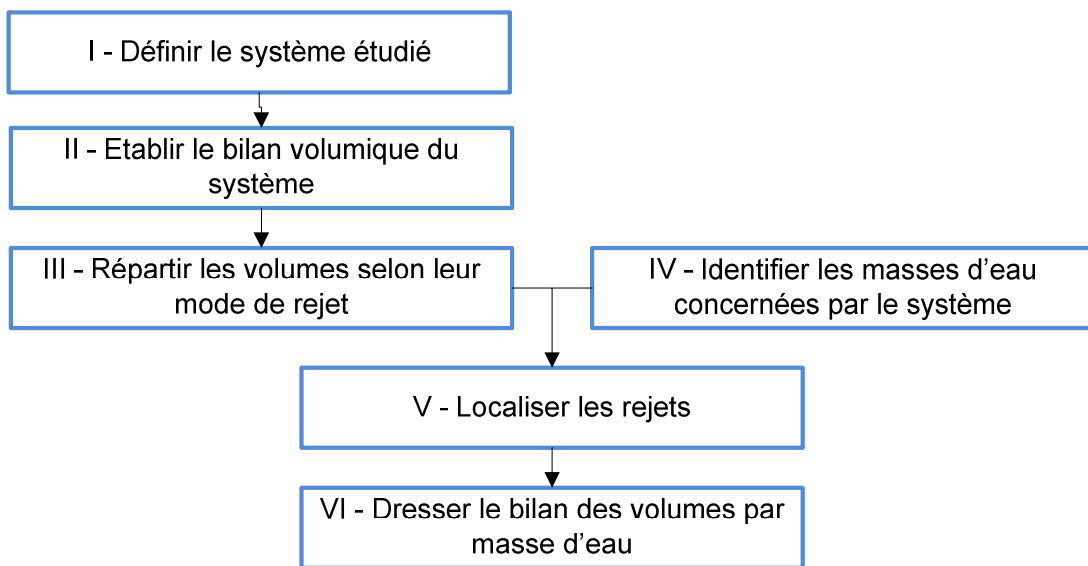 I - Définir le système étudié
II - Etablir le bilan volumique du
système
III - Répartir les volumes selon leur
mode de rejet
IV - Identifier les masses d’eau
concernées par le système
V - Localiser les rejets
VI - Dresser le bilan des volumes par
masse d’eau